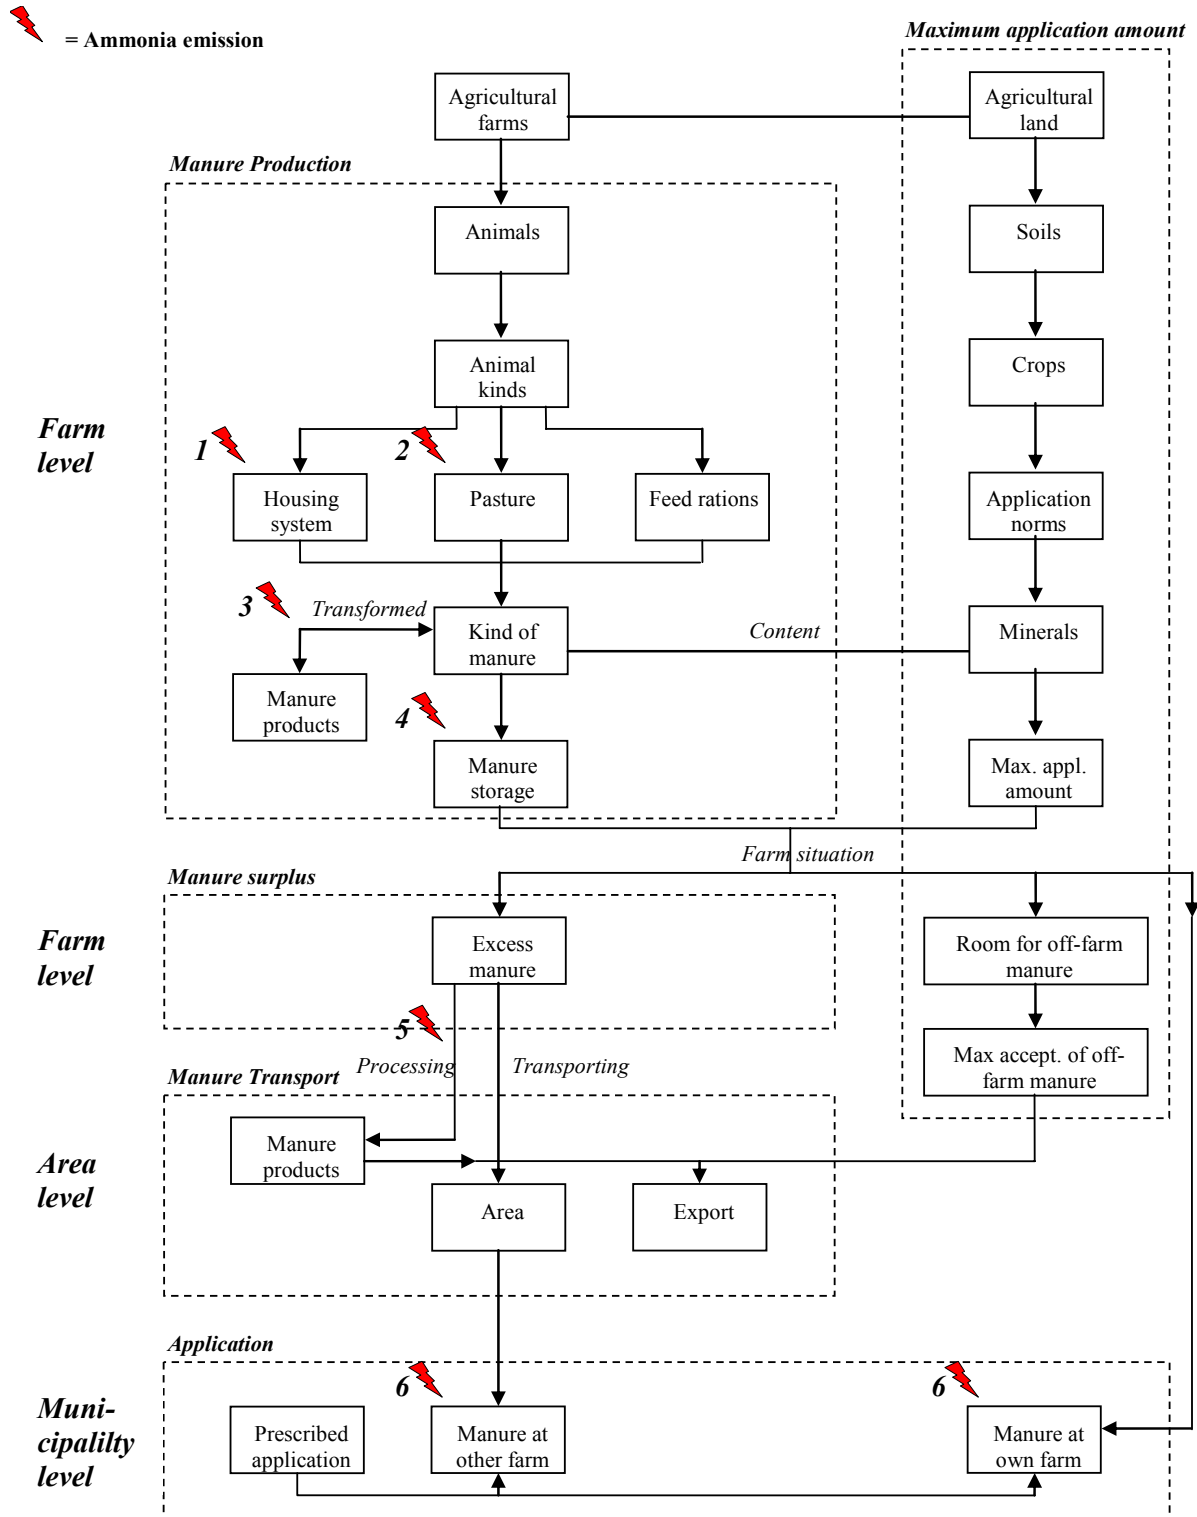 = Ammonia emission
Maximum application amount
Agricultural
farms
Agricultural
land
Manure Production
Animals
Soils
Animal
kinds
Crops
Farm
level
1
2
Housing
system
Pasture
Feed rations
Application
norms
3
Transformed
Kind of
manure
Content
Minerals
Manure
products
4
Manure
storage
Max. appl.
amount
Farm situation
Manure surplus
Farm
level
Excess
manure
Room for off-farm
manure
5
Processing
Transporting
Max accept. of off-
farm manure
Manure Transport
Area
level
Manure
products
Area
Export
Application
Muni-
cipalilty
level
6
6
Prescribed
application
Manure at
other farm
Manure at
own farm